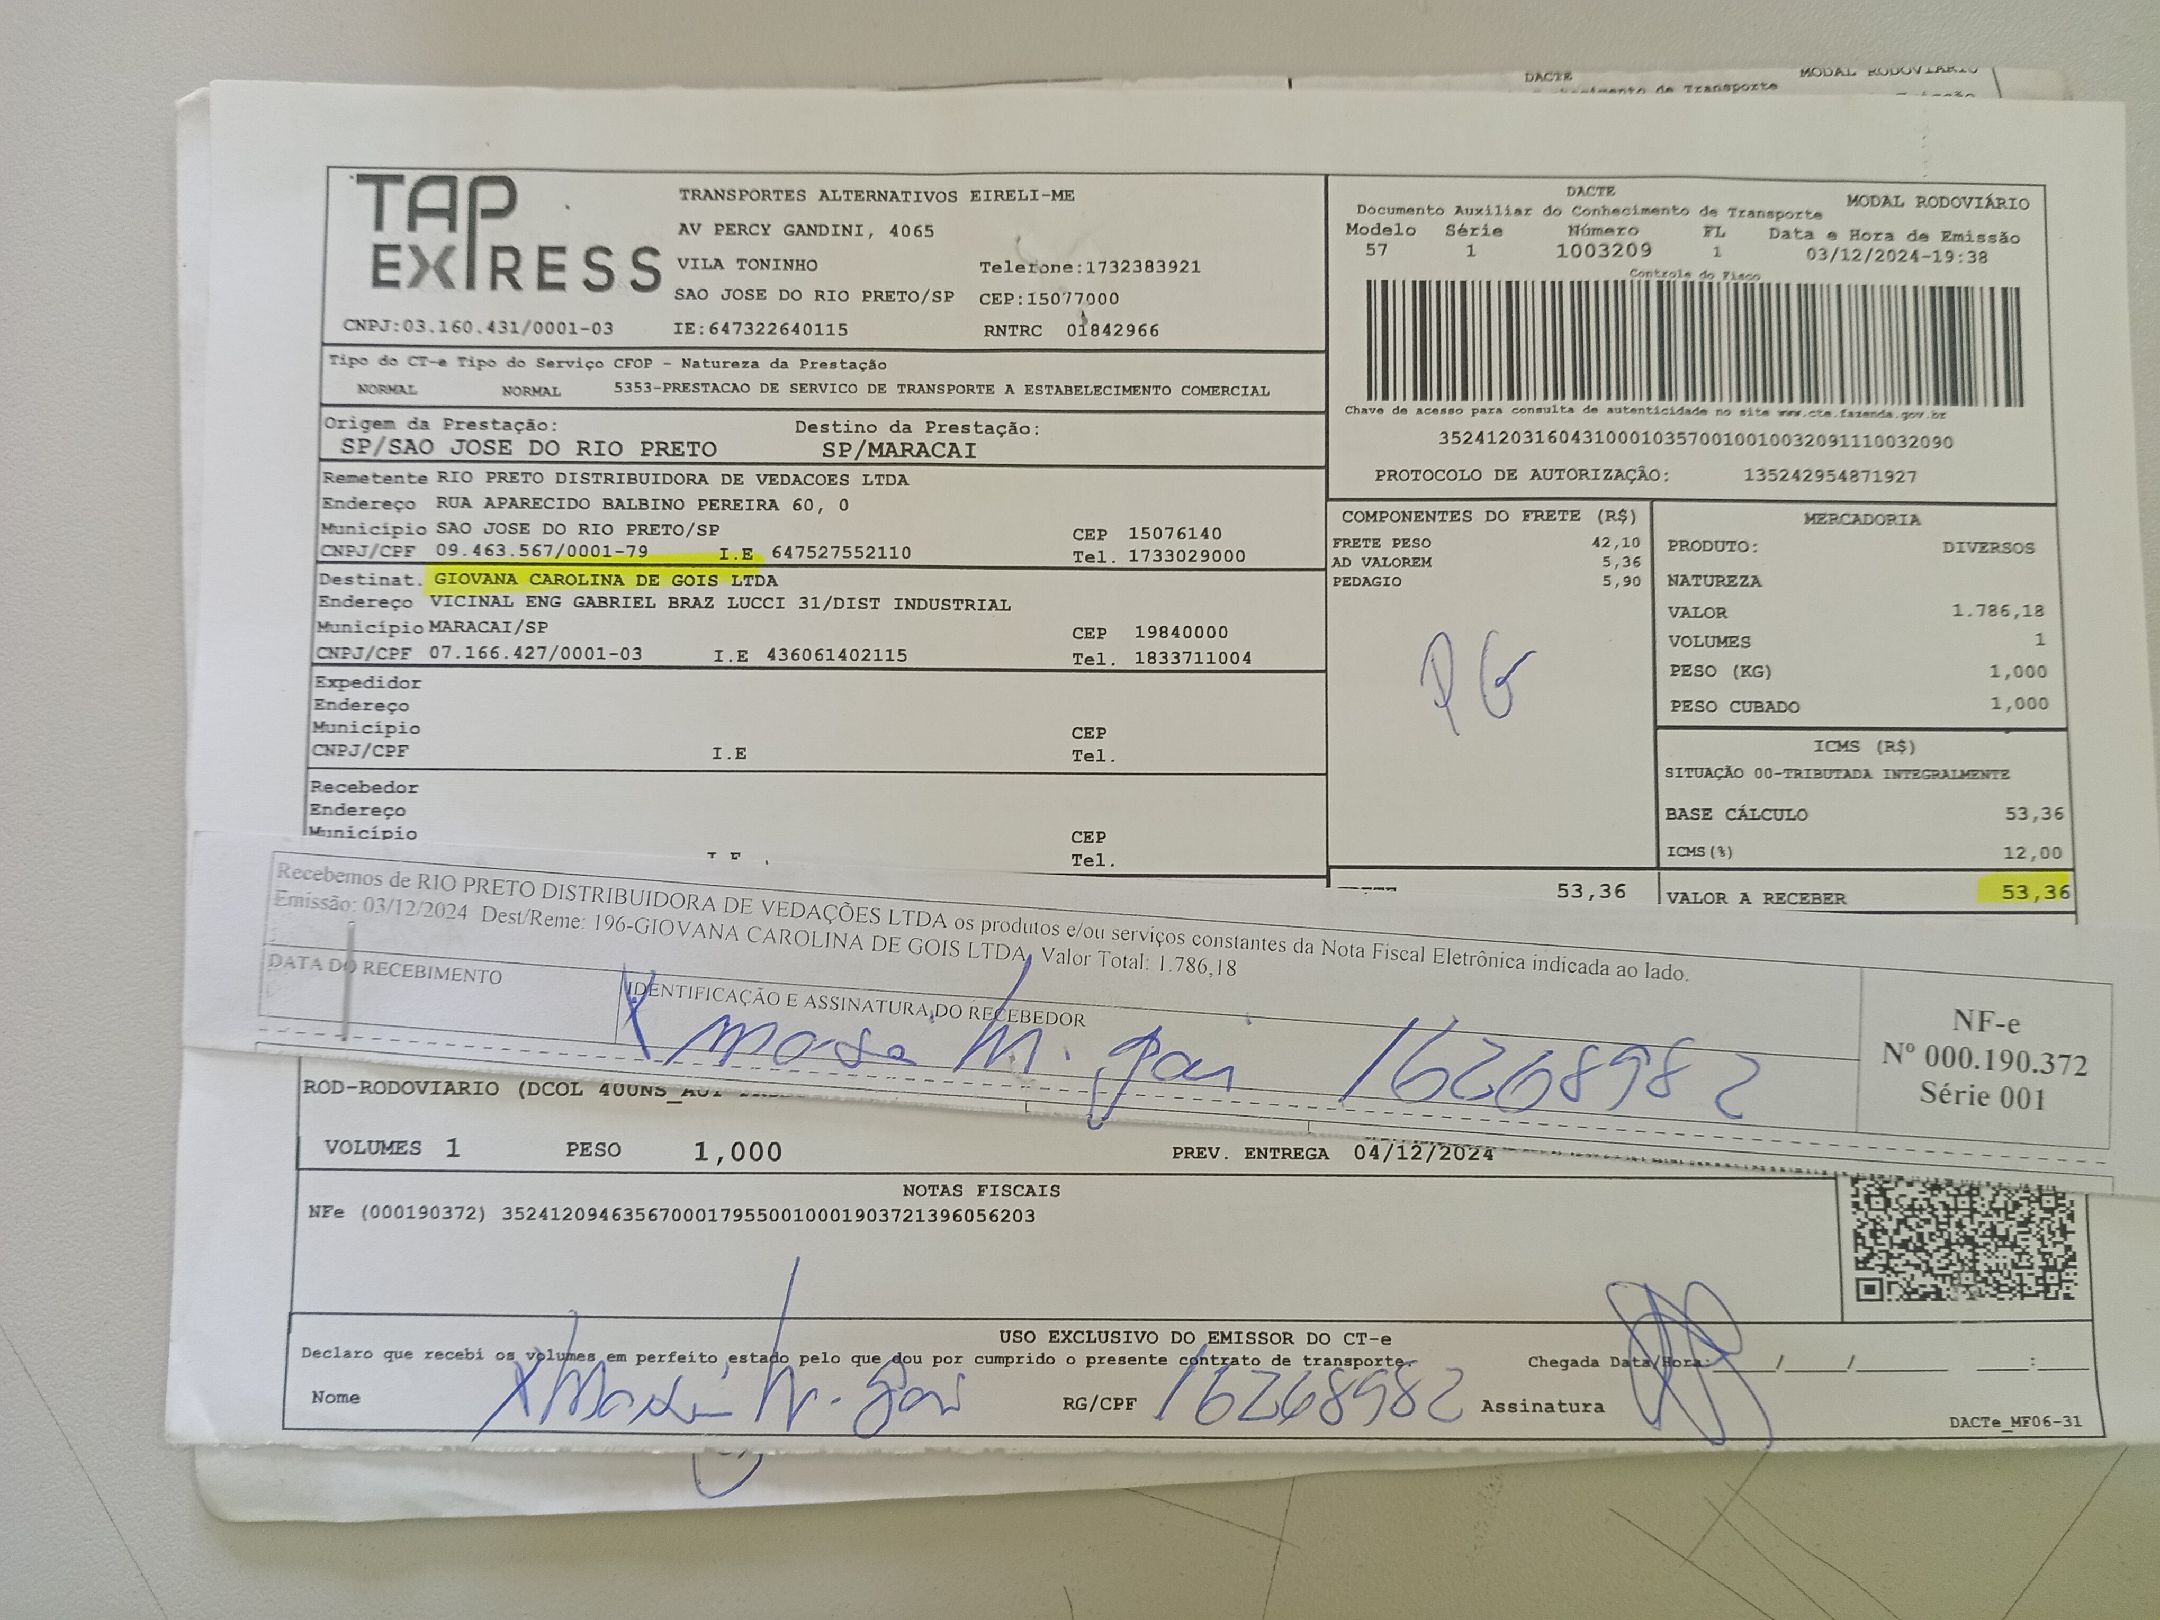 DACTE MODAL RODOVIÁRIO
de Transporte
TAP EXPRESS
TRANSPORTES ALTERNATIVOS EIRELI-ME
AV PERCY GANDINI, 4065
VILA TONINHO Telefone:1732383921
SAO JOSE DO RIO PRETO/SP CEP:15077000
CNPJ:03.160.431/0001-03 IE:647322640115 RNTRC 01842966
DACTE MODAL RODOVIÁRIO
Documento Auxiliar do Conhecimento de Transporte
Modelo Série Número FL Data e Hora de Emissão
57 1 1003209 1 03/12/2024-19:38
Controle do Fisco
Chave de acesso para consulta de autenticidade no site www.cte.fazenda.gov.br
35241203160431000103570010010032091110032090
PROTOCOLO DE AUTORIZAÇÃO: 135242954871927
Tipo do CT-e Tipo do Serviço CFOP - Natureza da Prestação
NORMAL NORMAL 5353-PRESTACAO DE SERVICO DE TRANSPORTE A ESTABELECIMENTO COMERCIAL
Origem da Prestação: Destino da Prestação:
SP/SAO JOSE DO RIO PRETO SP/MARACAI
Remetente RIO PRETO DISTRIBUIDORA DE VEDACOES LTDA
Endereço RUA APARECIDO BALBINO PEREIRA 60, 0
Município SAO JOSE DO RIO PRETO/SP CEP 15076140
CNPJ/CPF 09.463.567/0001-79 I.E 647527552110 Tel. 1733029000
Destinat. GIOVANA CAROLINA DE GOIS LTDA
Endereço VICINAL ENG GABRIEL BRAZ LUCCI 31/DIST INDUSTRIAL
Município MARACAI/SP CEP 19840000
CNPJ/CPF 07.166.427/0001-03 I.E 436061402115 Tel. 1833711004
Expedidor
Endereço
Município CEP
CNPJ/CPF I.E Tel.
Recebedor
Endereço
Município CEP
Tel.
COMPONENTES DO FRETE (R$)
FRETE PESO 42,10
AD VALOREM 5,36
PEDAGIO 5,90
PG
53,36
MERCADORIA
PRODUTO: DIVERSOS
NATUREZA
VALOR 1.786,18
VOLUMES 1
PESO (KG) 1,000
PESO CUBADO 1,000
ICMS (R$)
SITUAÇÃO 00-TRIBUTADA INTEGRALMENTE
BASE CÁLCULO 53,36
ICMS(%) 12,00
VALOR A RECEBER 53,36
Recebemos de RIO PRETO DISTRIBUIDORA DE VEDAÇÕES LTDA os produtos e/ou serviços constantes da Nota Fiscal Eletrônica indicada ao lado.
Emissão: 03/12/2024 Dest/Reme: 196-GIOVANA CAROLINA DE GOIS LTDA, Valor Total: 1.786,18
DATA DO RECEBIMENTO
IDENTIFICAÇÃO E ASSINATURA DO RECEBEDOR
16268982
NF-e
Nº 000.190.372
Série 001
ROD-RODOVIARIO (DCOL 400NS
VOLUMES 1 PESO 1,000 PREV. ENTREGA 04/12/2024
NOTAS FISCAIS
NFe (000190372) 35241209463567000179550010001903721396056203
USO EXCLUSIVO DO EMISSOR DO CT-e
Declaro que recebi os volumes em perfeito estado pelo que dou por cumprido o presente contrato de transporte. Chegada Data/Hora: / / :
Nome RG/CPF 16268982 Assinatura
DACTe_MF06-31